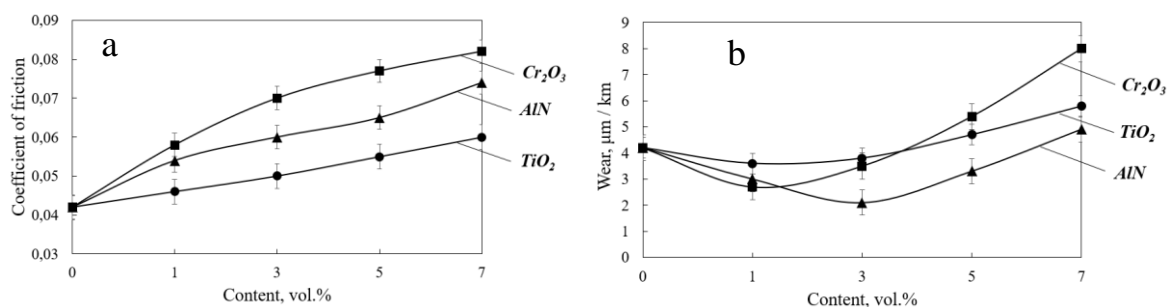 a
0,09
0,08
0,07
0,06
0,05
0,04
0,03
Coefficient of friction
0 1 3 5 7
Content, vol.%
Cr₂O₃
AlN
TiO₂
b
9
8
7
6
5
4
3
2
1
0
Wear, µm / km
0 1 3 5 7
Content, vol.%
Cr₂O₃
TiO₂
AlN